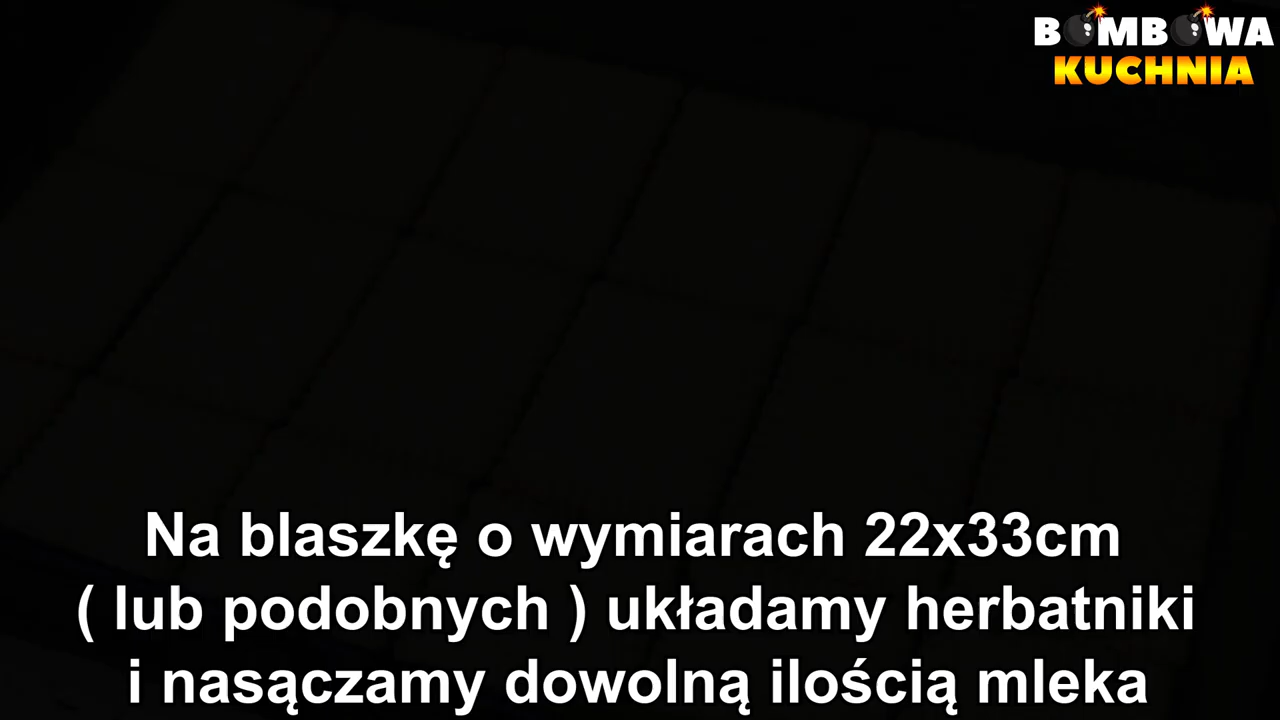 BOMBOWA
KUCHNIA
Na blaszkę o wymiarach 22x33cm
( lub podobnych ) układamy herbatniki
i nasączamy dowolną ilością mleka